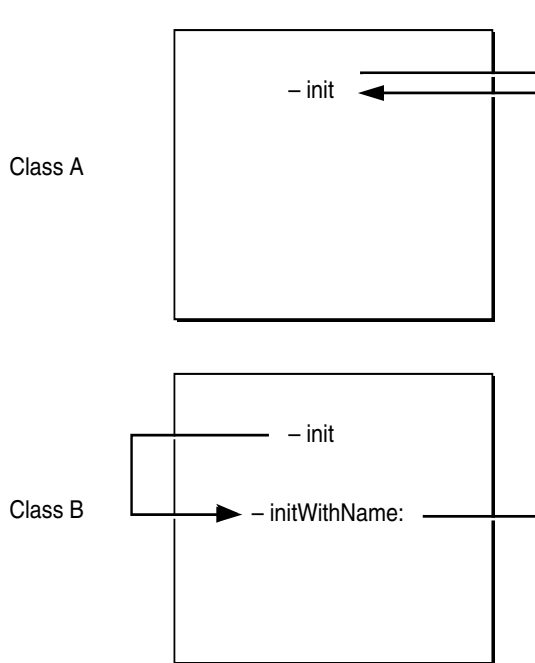 – init
Class A
– init
Class B
– initWithName: